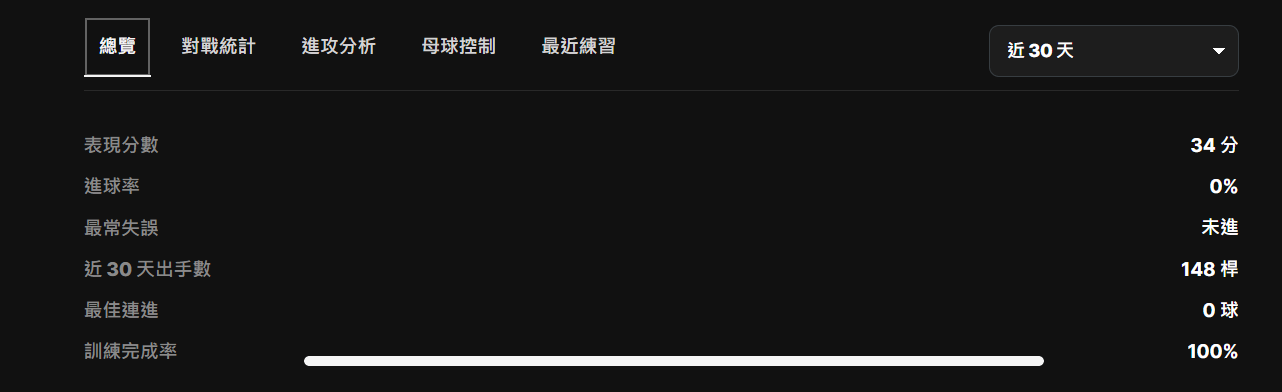 總覽 對戰統計 進攻分析 母球控制 最近練習 近 30 天
表現分數 34 分
進球率 0%
最常失誤 未進
近 30 天出手數 148 桿
最佳連進 0 球
訓練完成率 100%